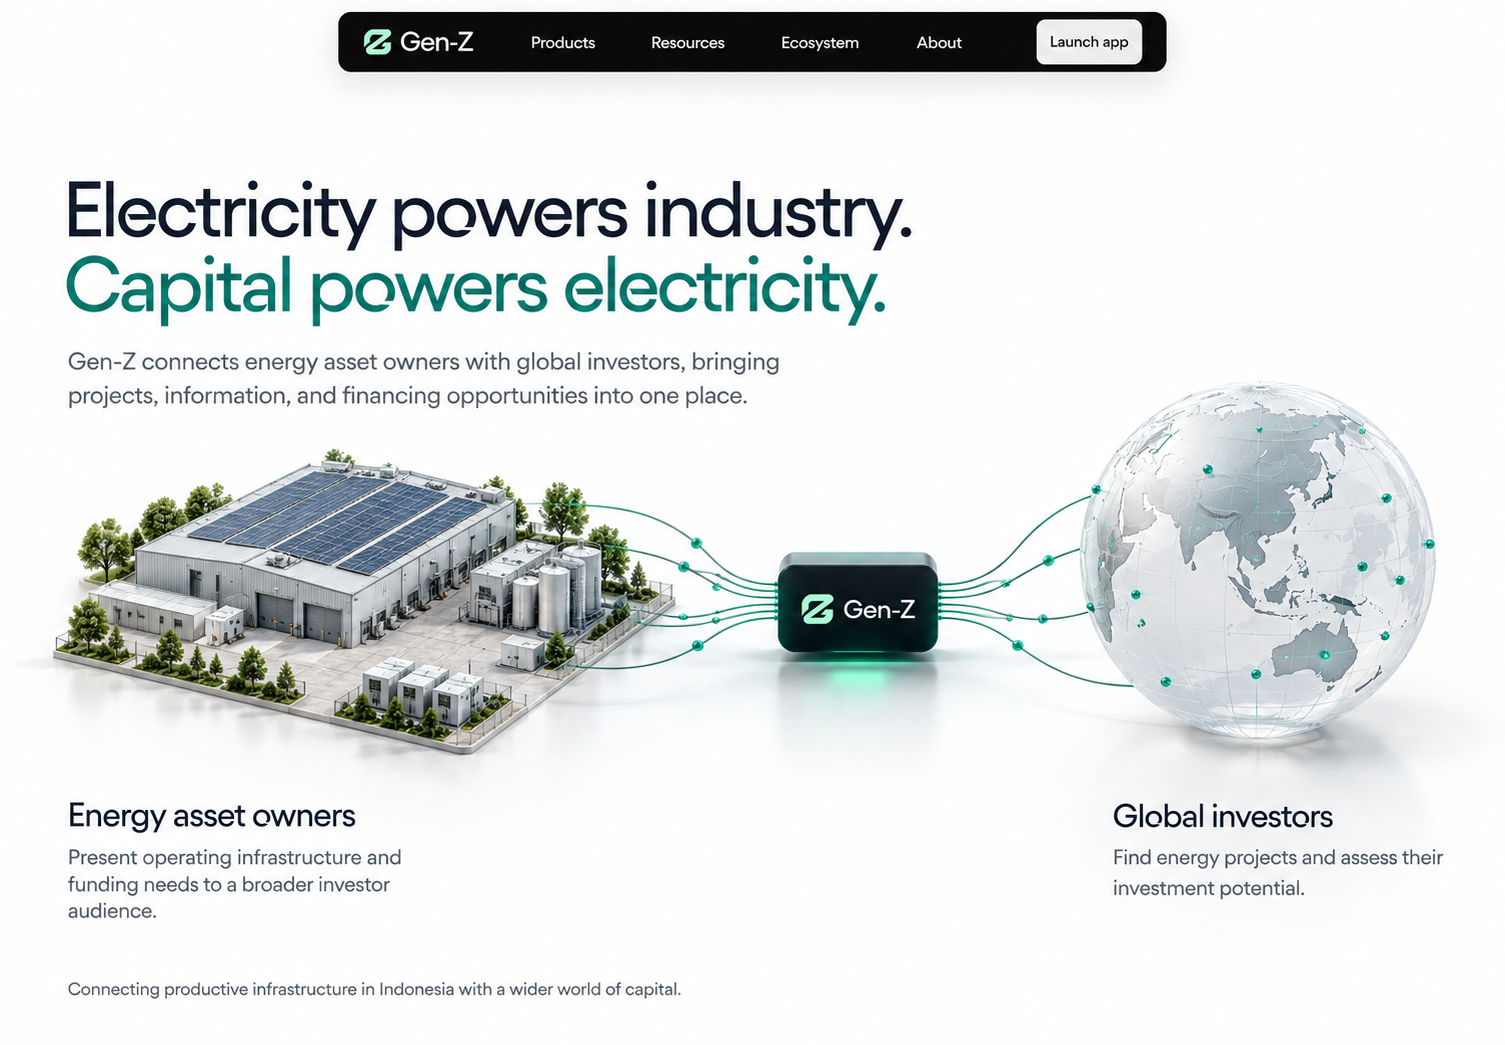 Gen-Z
Products
Resources
Ecosystem
About
Launch app
Electricity powers industry.
Capital powers electricity.
Gen-Z connects energy asset owners with global investors, bringing
projects, information, and financing opportunities into one place.
Gen-Z
Energy asset owners
Present operating infrastructure and
funding needs to a broader investor
audience.
Global investors
Find energy projects and assess their
investment potential.
Connecting productive infrastructure in Indonesia with a wider world of capital.